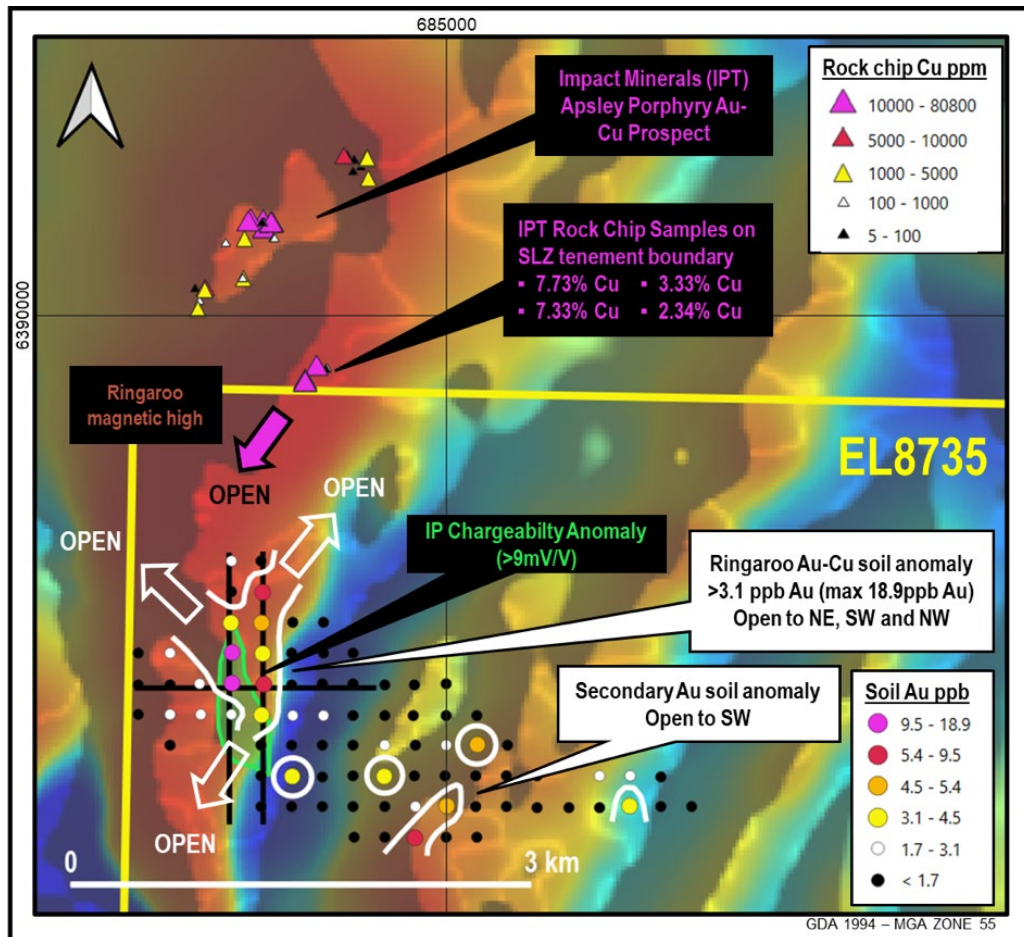 685000
6390000
Impact Minerals (IPT)
Apsley Porphyry Au-
Cu Prospect
Rock chip Cu ppm
10000 - 80800
5000 - 10000
1000 - 5000
100 - 1000
5 - 100
IPT Rock Chip Samples on
SLZ tenement boundary
▪ 7.73% Cu ▪ 3.33% Cu
▪ 7.33% Cu ▪ 2.34% Cu
Ringaroo
magnetic high
EL8735
OPEN
OPEN
OPEN
IP Chargeabilty Anomaly
(>9mV/V)
Ringaroo Au-Cu soil anomaly
>3.1 ppb Au (max 18.9ppb Au)
Open to NE, SW and NW
Secondary Au soil anomaly
Open to SW
Soil Au ppb
9.5 - 18.9
5.4 - 9.5
4.5 - 5.4
3.1 - 4.5
1.7 - 3.1
< 1.7
OPEN
0 3 km
GDA 1994 – MGA ZONE 55